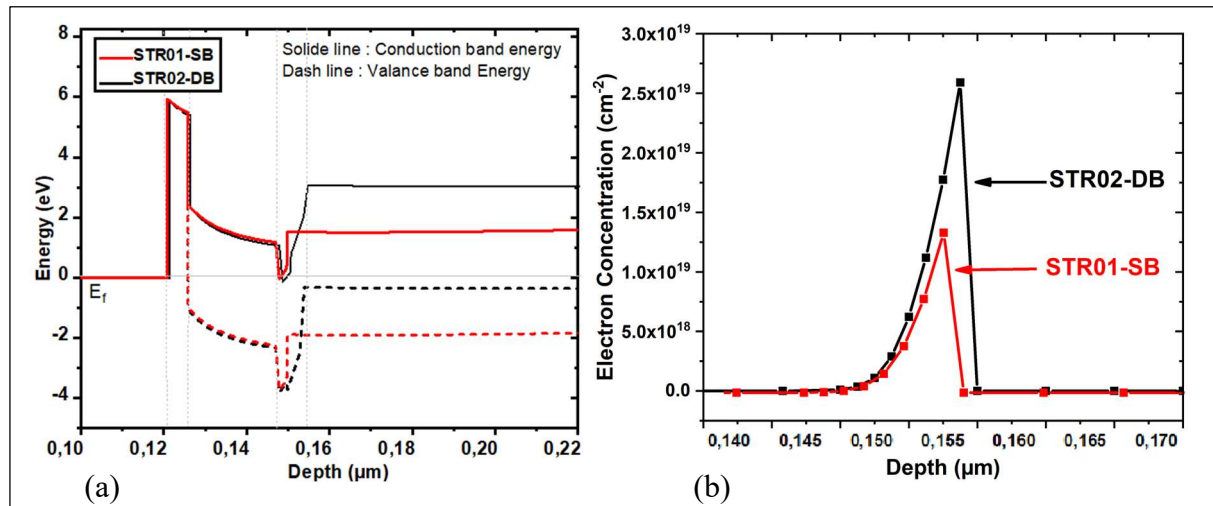 STR01-SB
STR02-DB
Solide line : Conduction band energy
Dash line : Valance band Energy
8
6
4
2
0
-2
-4
Energy (eV)
E_f
0,10
0,12
0,14
0,16
0,18
0,20
0,22
Depth (µm)
(a)
3.0x10^19
2.5x10^19
2.0x10^19
1.5x10^19
1.0x10^19
5.0x10^18
0.0
Electron Concentration (cm^-2)
STR02-DB
STR01-SB
0,140
0,145
0,150
0,155
0,160
0,165
0,170
Depth (µm)
(b)